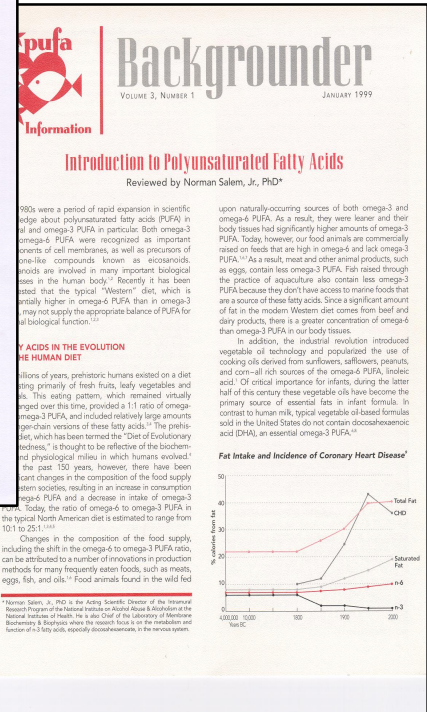 pufa
Information
Backgrounder
VOLUME 3, NUMBER 1
JANUARY 1999
Introduction to Polyunsaturated Fatty Acids
Reviewed by Norman Salem, Jr., PhD*
1980s were a period of rapid expansion in scientific
about polyunsaturated fatty acids (PUFA) in
and omega-3 PUFA in particular. Both omega-3
omega-6 PUFA were recognized as important
of cell membranes, as well as precursors of
compounds known as eicosanoids.
are involved in many important biological
in the human body.1,2 Recently it has been
that the typical "Western" diet, which is
higher in omega-6 PUFA than in omega-3
, may not supply the appropriate balance of PUFA for
biological function.1,2,3
Y ACIDS IN THE EVOLUTION
HE HUMAN DIET
of years, prehistoric humans existed on a diet
primarily of fresh fruits, leafy vegetables and
This eating pattern, which remained virtually
over this time, provided a 1:1 ratio of omega-
omega-3 PUFA, and included relatively large amounts
-chain versions of these fatty acids. The prehis-
diet, which has been termed the "Diet of Evolutionary
," is thought to be reflective of the biochem-
and physiological milieu in which humans evolved.
the past 150 years, however, there have been
changes in the composition of the food supply
societies, resulting in an increase in consumption
omega-6 PUFA and a decrease in intake of omega-3
PUFA. Today, the ratio of omega-6 to omega-3 PUFA in
the typical North American diet is estimated to range from
10:1 to 25:1.
Changes in the composition of the food supply,
including the shift in the omega-6 to omega-3 PUFA ratio,
can be attributed to a number of innovations in production
methods for many frequently eaten foods, such as meats,
eggs, fish, and oils. Food animals found in the wild fed
* Norman Salem, Jr., PhD is the Acting Scientific Director of the Intramural
Research Program of the National Institute on Alcohol Abuse & Alcoholism at the
National Institutes of Health. He is also Chief of the Laboratory of Membrane
Biochemistry & Biophysics where the research focus is on the metabolism and
function of n-3 fatty acids, especially docosahexaenoate, in the nervous system.
upon naturally-occurring sources of both omega-3 and
omega-6 PUFA. As a result, they were leaner and their
body tissues had significantly higher amounts of omega-3
PUFA. Today, however, our food animals are commercially
raised on feeds that are high in omega-6 and lack omega-3
PUFA. As a result, meat and other animal products, such
as eggs, contain less omega-3 PUFA. Fish raised through
the practice of aquaculture also contain less omega-3
PUFA because they don't have access to marine foods that
are a source of these fatty acids. Since a significant amount
of fat in the modern Western diet comes from beef and
dairy products, there is a greater concentration of omega-6
than omega-3 PUFA in our body tissues.
In addition, the industrial revolution introduced
vegetable oil technology and popularized the use of
cooking oils derived from sunflowers, safflowers, peanuts,
and corn—all rich sources of the omega-6 PUFA, linoleic
acid. Of critical importance for infants, during the latter
half of this century these vegetable oils have become the
primary source of essential fats in infant formula. In
contrast to human milk, typical vegetable oil-based formulas
sold in the United States do not contain docosahexaenoic
acid (DHA), an essential omega-3 PUFA.
Fat Intake and Incidence of Coronary Heart Disease
% calories from fat
50
40
30
20
10
0
Total Fat
CHD
Saturated
Fat
n-6
n-3
4,000,000 10,000 1800 1900 2000
Years BC